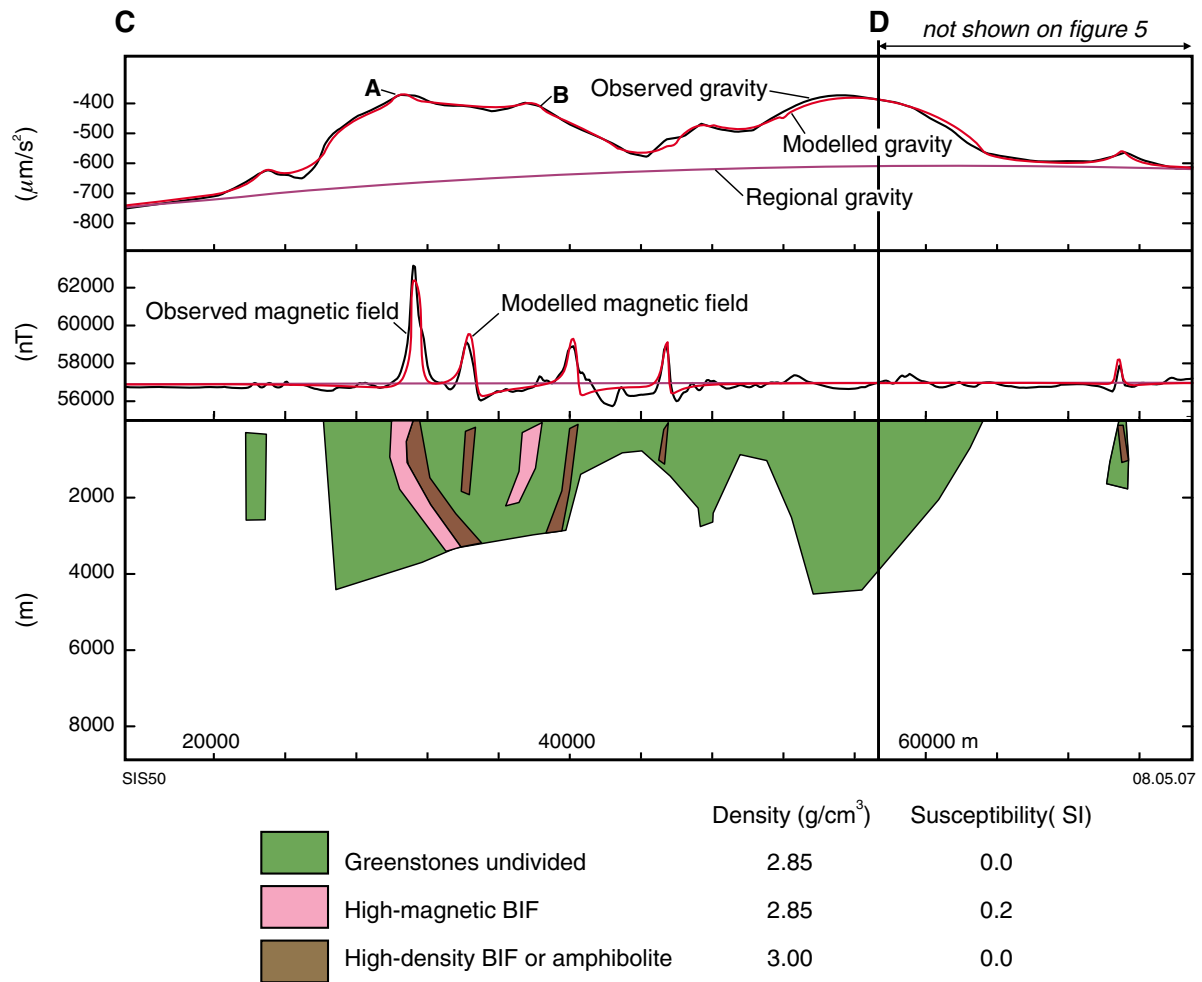 C
D
not shown on figure 5
A
B
Observed gravity
Modelled gravity
Regional gravity
-400
-500
-600
-700
-800
(μm/s²)
Observed magnetic field
Modelled magnetic field
62000
60000
58000
56000
(nT)
2000
4000
6000
8000
(m)
20000
40000
60000 m
SIS50
08.05.07
Density (g/cm³)
Susceptibility( SI)
Greenstones undivided
2.85
0.0
High-magnetic BIF
2.85
0.2
High-density BIF or amphibolite
3.00
0.0